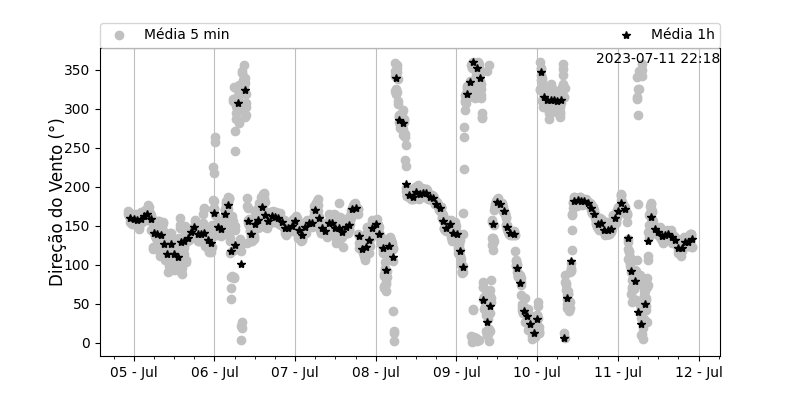 Média 5 min
Média 1h
2023-07-11 22:18
Direção do Vento (°)
350
300
250
200
150
100
50
0
05 - Jul
06 - Jul
07 - Jul
08 - Jul
09 - Jul
10 - Jul
11 - Jul
12 - Jul